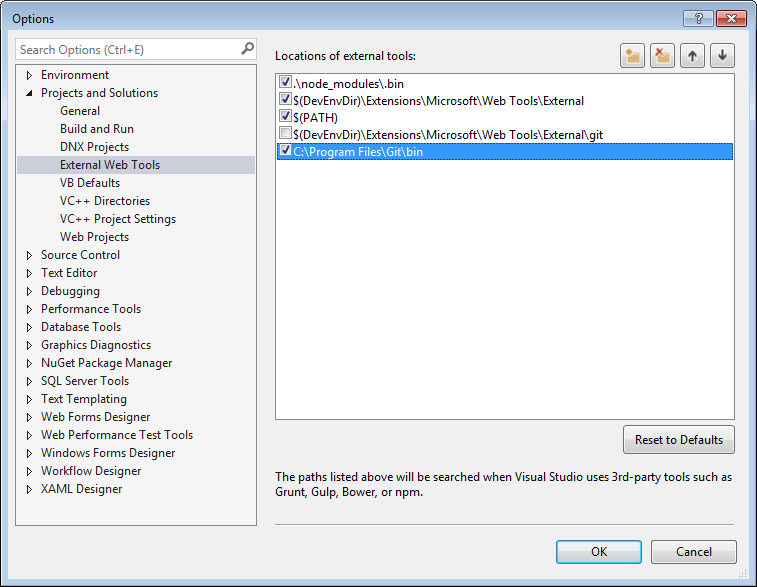 Options
Search Options (Ctrl+E)
Environment
Projects and Solutions
General
Build and Run
DNX Projects
External Web Tools
VB Defaults
VC++ Directories
VC++ Project Settings
Web Projects
Source Control
Text Editor
Debugging
Performance Tools
Database Tools
Graphics Diagnostics
NuGet Package Manager
SQL Server Tools
Text Templating
Web Forms Designer
Web Performance Test Tools
Windows Forms Designer
Workflow Designer
XAML Designer
Locations of external tools:
.\node_modules\.bin
$(DevEnvDir)\Extensions\Microsoft\Web Tools\External
$(PATH)
$(DevEnvDir)\Extensions\Microsoft\Web Tools\External\git
C:\Program Files\Git\bin
Reset to Defaults
The paths listed above will be searched when Visual Studio uses 3rd-party tools such as
Grunt, Gulp, Bower, or npm.
OK
Cancel